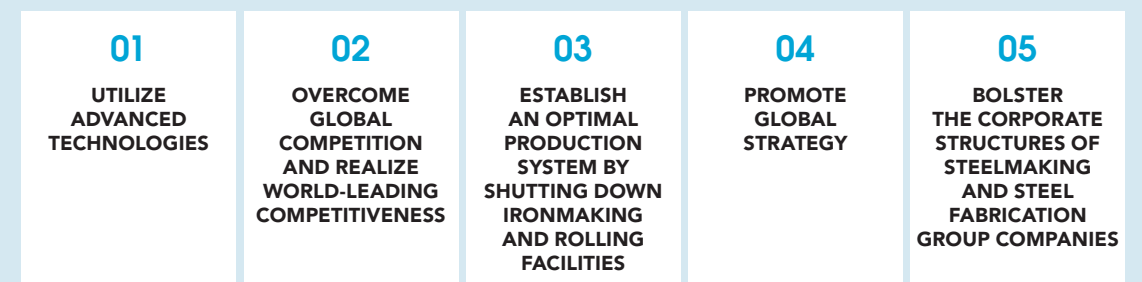 01
UTILIZE
ADVANCED
TECHNOLOGIES
02
OVERCOME
GLOBAL
COMPETITION
AND REALIZE
WORLD-LEADING
COMPETITIVENESS
03
ESTABLISH
AN OPTIMAL
PRODUCTION
SYSTEM BY
SHUTTING DOWN
IRONMAKING
AND ROLLING
FACILITIES
04
PROMOTE
GLOBAL
STRATEGY
05
BOLSTER
THE CORPORATE
STRUCTURES OF
STEELMAKING
AND STEEL
FABRICATION
GROUP COMPANIES